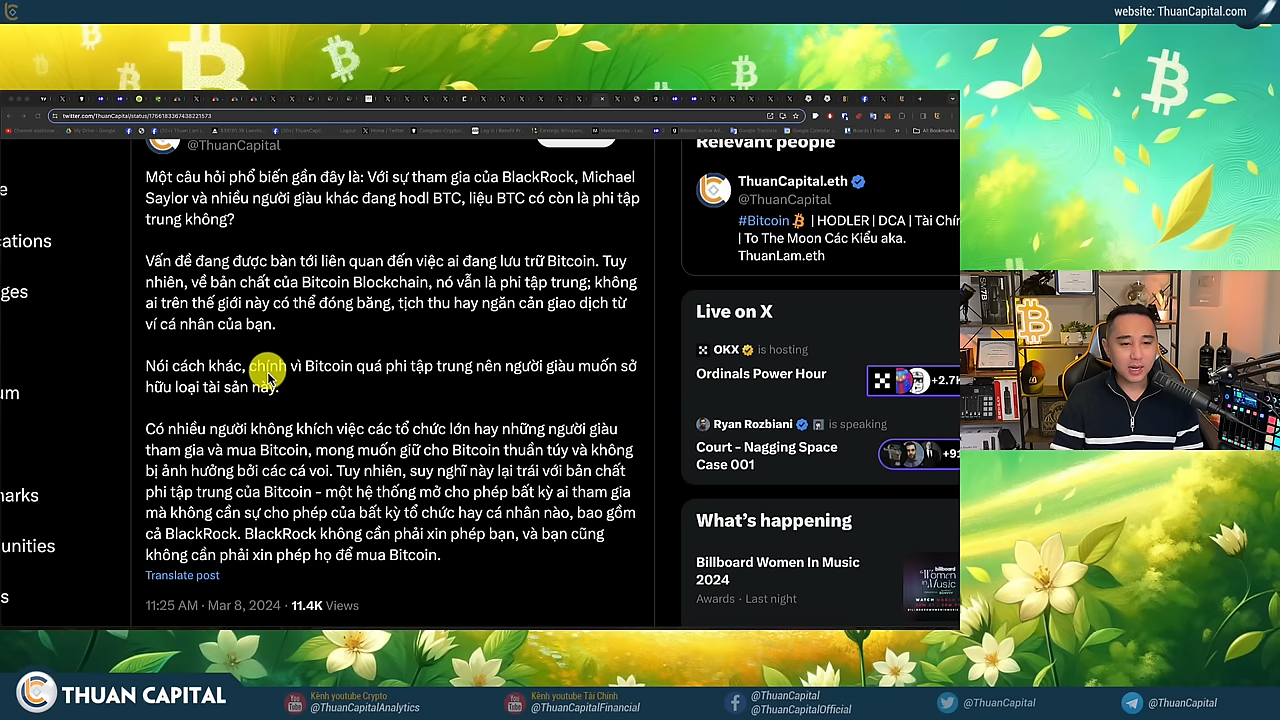 website: ThuanCapital.com
twitter.com/ThuanCapital/status/1766183367438221573
All Bookmarks
@ThuanCapital
Một câu hỏi phổ biến gần đây là: Với sự tham gia của BlackRock, Michael
Saylor và nhiều người giàu khác đang hodl BTC, liệu BTC có còn là phi tập
trung không?
Vấn đề đang được bàn tới liên quan đến việc ai đang lưu trữ Bitcoin. Tuy
nhiên, về bản chất của Bitcoin Blockchain, nó vẫn là phi tập trung; không
ai trên thế giới này có thể đóng băng, tịch thu hay ngăn cản giao dịch từ
ví cá nhân của bạn.
Nói cách khác, chính vì Bitcoin quá phi tập trung nên người giàu muốn sở
hữu loại tài sản này.
Có nhiều người không khích việc các tổ chức lớn hay những người giàu
tham gia và mua Bitcoin, mong muốn giữ cho Bitcoin thuần túy và không
bị ảnh hưởng bởi các cá voi. Tuy nhiên, suy nghĩ này lại trái với bản chất
phi tập trung của Bitcoin - một hệ thống mở cho phép bất kỳ ai tham gia
mà không cần sự cho phép của bất kỳ tổ chức hay cá nhân nào, bao gồm
cả BlackRock. BlackRock không cần phải xin phép bạn, và bạn cũng
không cần phải xin phép họ để mua Bitcoin.
Translate post
11:25 AM · Mar 8, 2024 · 11.4K Views
Relevant people
ThuanCapital.eth
@ThuanCapital
#Bitcoin | HODLER | DCA | Tài Chín
| To The Moon Các Kiểu aka.
ThuanLam.eth
Live on X
OKX is hosting
Ordinals Power Hour
+2.7K
Ryan Rozbiani is speaking
Court - Nagging Space
Case 001
+91
What's happening
Billboard Women In Music
2024
Awards · Last night
THUAN CAPITAL
Kênh youtube Crypto
@ThuanCapitalAnalytics
Kênh youtube Tài Chính
@ThuanCapitalFinancial
@ThuanCapital
@ThuanCapitalOfficial
@ThuanCapital
@ThuanCapital